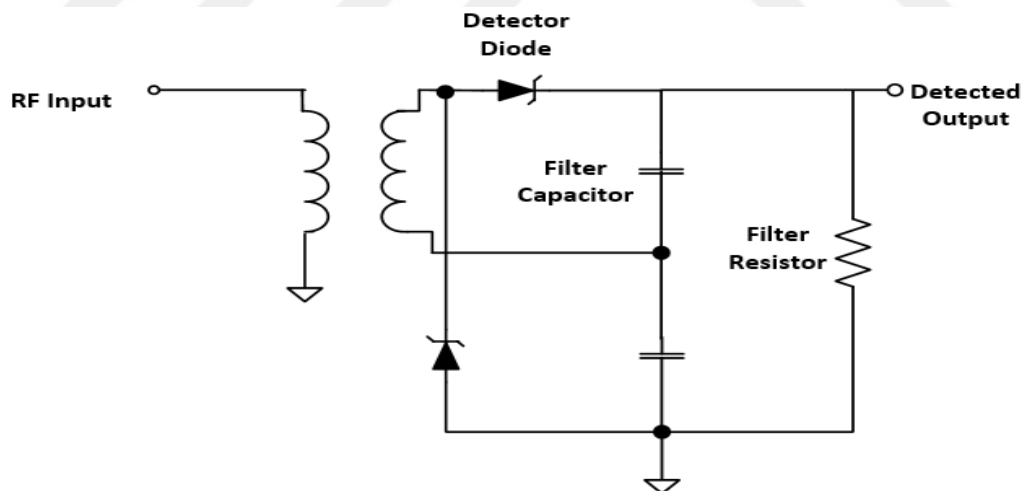 Detector
Diode
RF Input
Detected
Output
Filter
Capacitor
Filter
Resistor